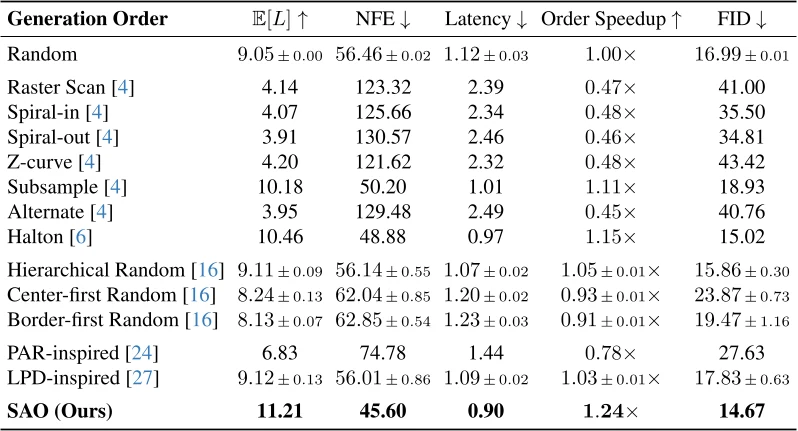 Generation Order 𝔼[L] ↑ NFE ↓ Latency ↓ Order Speedup ↑ FID ↓
Random 9.05 ± 0.00 56.46 ± 0.02 1.12 ± 0.03 1.00× 16.99 ± 0.01
Raster Scan [4] 4.14 123.32 2.39 0.47× 41.00
Spiral-in [4] 4.07 125.66 2.34 0.48× 35.50
Spiral-out [4] 3.91 130.57 2.46 0.46× 34.81
Z-curve [4] 4.20 121.62 2.32 0.48× 43.42
Subsample [4] 10.18 50.20 1.01 1.11× 18.93
Alternate [4] 3.95 129.48 2.49 0.45× 40.76
Halton [6] 10.46 48.88 0.97 1.15× 15.02
Hierarchical Random [16] 9.11 ± 0.09 56.14 ± 0.55 1.07 ± 0.02 1.05 ± 0.01× 15.86 ± 0.30
Center-first Random [16] 8.24 ± 0.13 62.04 ± 0.85 1.20 ± 0.02 0.93 ± 0.01× 23.87 ± 0.73
Border-first Random [16] 8.13 ± 0.07 62.85 ± 0.54 1.23 ± 0.03 0.91 ± 0.01× 19.47 ± 1.16
PAR-inspired [24] 6.83 74.78 1.44 0.78× 27.63
LPD-inspired [27] 9.12 ± 0.13 56.01 ± 0.86 1.09 ± 0.02 1.03 ± 0.01× 17.83 ± 0.63
SAO (Ours) 11.21 45.60 0.90 1.24× 14.67